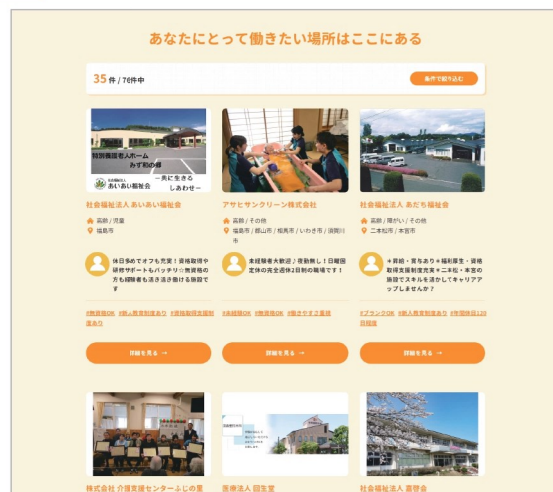 あなたにとって働きたい場所はここにある
35 件 / 76件中
条件で絞り込む
特別養護老人ホーム
みず和の郷
あいあい福祉会
－共に生きる
しあわせ－
社会福祉法人 あいあい福祉会
高齢 / 児童
福島市
休日多めでオフも充実！資格取得や
研修サポートもバッチリ☆無資格の
方も経験者も活き活き働ける施設で
す
#無資格OK #新人教育制度あり #資格取得支援制
度あり
詳細を見る →
アサヒサンクリーン株式会社
高齢 / その他
福島市 / 郡山市 / 相馬市 / いわき市 / 須賀川
市
未経験者大歓迎♪夜勤無し！日曜固
定休の完全週休2日制の職場です！
#未経験OK #無資格OK #働きやすさ重視
詳細を見る →
社会福祉法人 あだち福祉会
高齢 / 障がい / その他
二本松市 / 本宮市
＊昇給・賞与あり＊福利厚生・資格
取得支援制度充実＊二本松・本宮の
施設でスキルを活かしてキャリアア
ップしませんか？
#ブランクOK #新人教育制度あり #年間休日120
日程度
詳細を見る →
株式会社 介護支援センターふじの里
医療法人 回生堂
社会福祉法人 嘉啓会